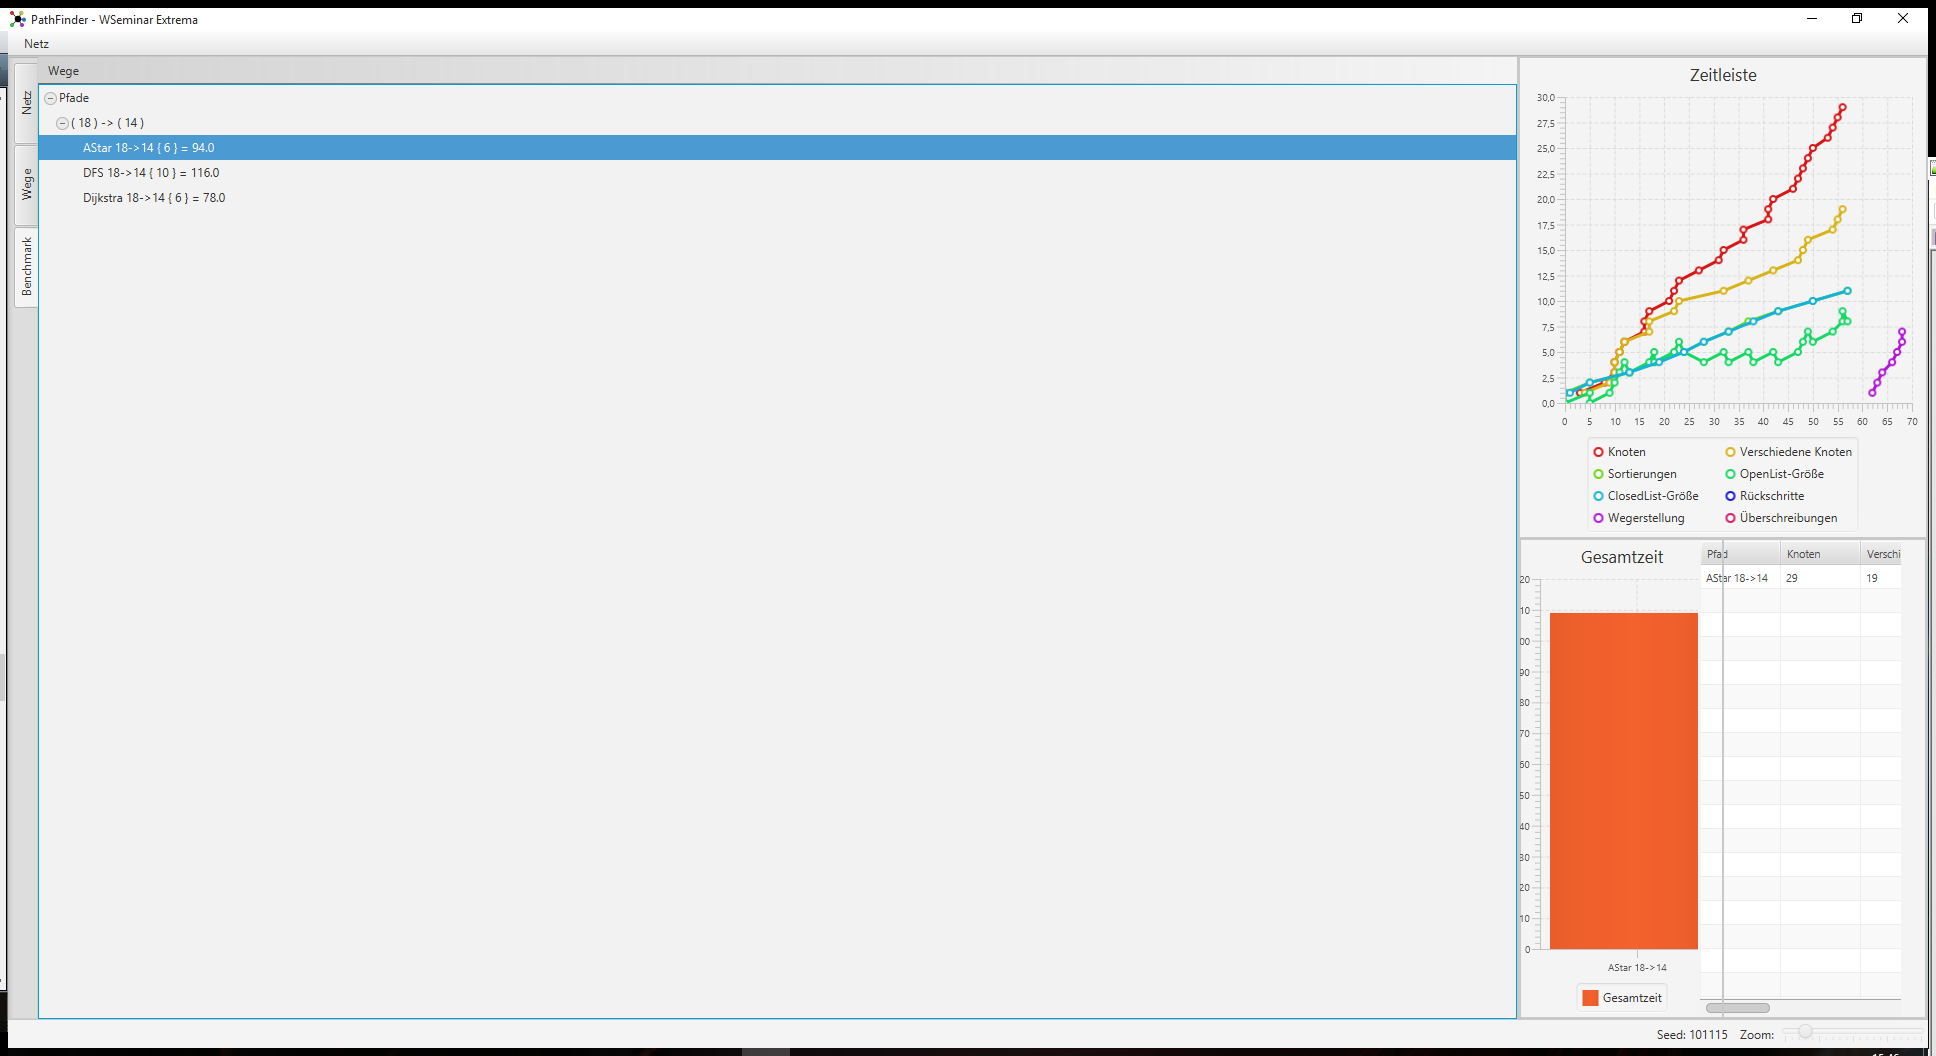 PathFinder - WSeminar Extrema
Netz
Netz
Wege
Benchmark
Wege
Pfade
( 18 ) -> ( 14 )
AStar 18->14 { 6 } = 94.0
DFS 18->14 { 10 } = 116.0
Dijkstra 18->14 { 6 } = 78.0
Zeitleiste
30,0
27,5
25,0
22,5
20,0
17,5
15,0
12,5
10,0
7,5
5,0
2,5
0,0
0 5 10 15 20 25 30 35 40 45 50 55 60 65 70
Knoten Verschiedene Knoten
Sortierungen OpenList-Größe
ClosedList-Größe Rückschritte
Wegerstellung Überschreibungen
Gesamtzeit
20
10
00
90
80
70
60
50
40
30
20
10
0
AStar 18->14
Gesamtzeit
Pfad Knoten Verschi
AStar 18->14 29 19
Seed: 101115 Zoom: